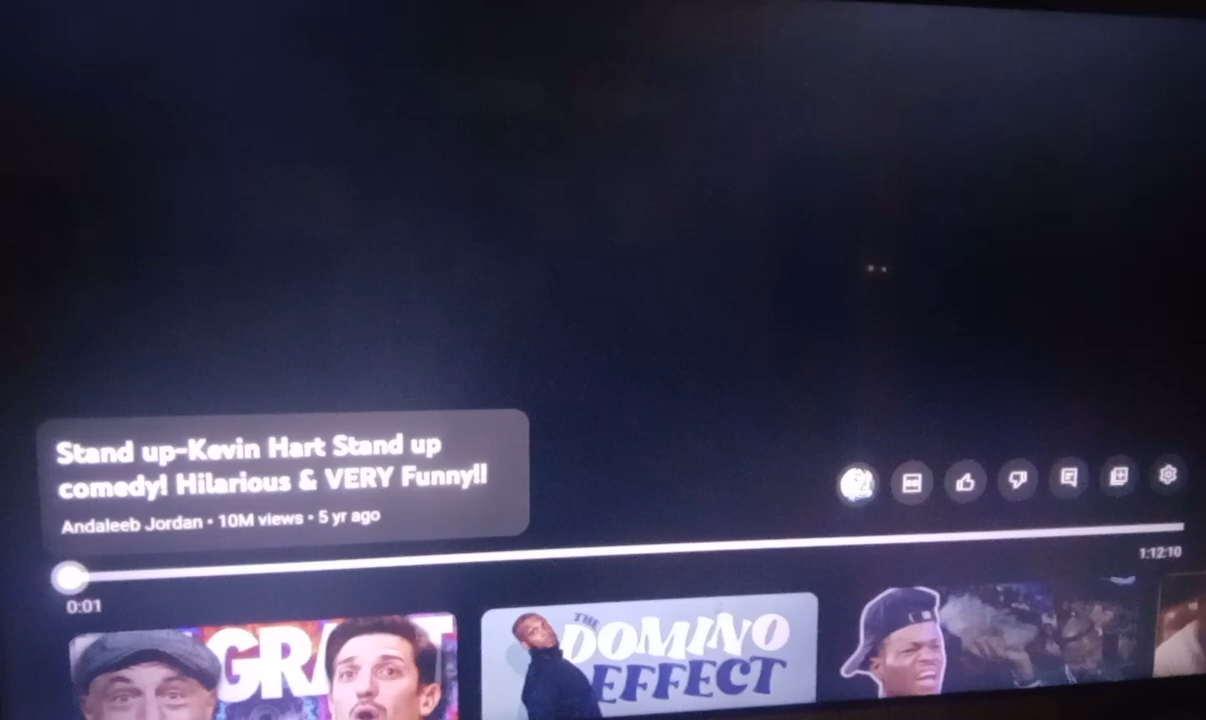 Stand up-Kevin Hart Stand up
comedy! Hilarious & VERY Funny!!
Andaleeb Jordan • 10M views • 5 yr ago
1:12:10
0:01
THE
DOMINO
EFFECT